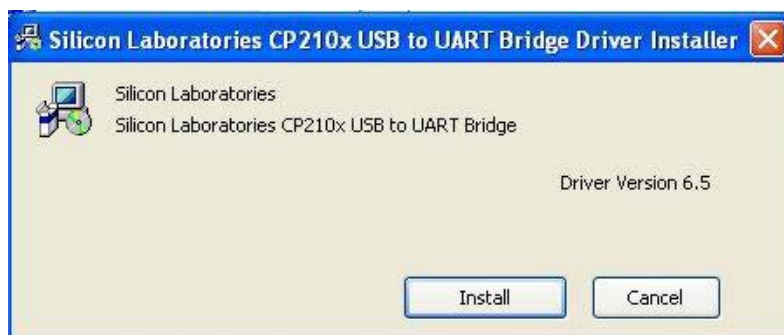 Silicon Laboratories CP210x USB to UART Bridge Driver Installer
Silicon Laboratories
Silicon Laboratories CP210x USB to UART Bridge
Driver Version 6.5
Install Cancel